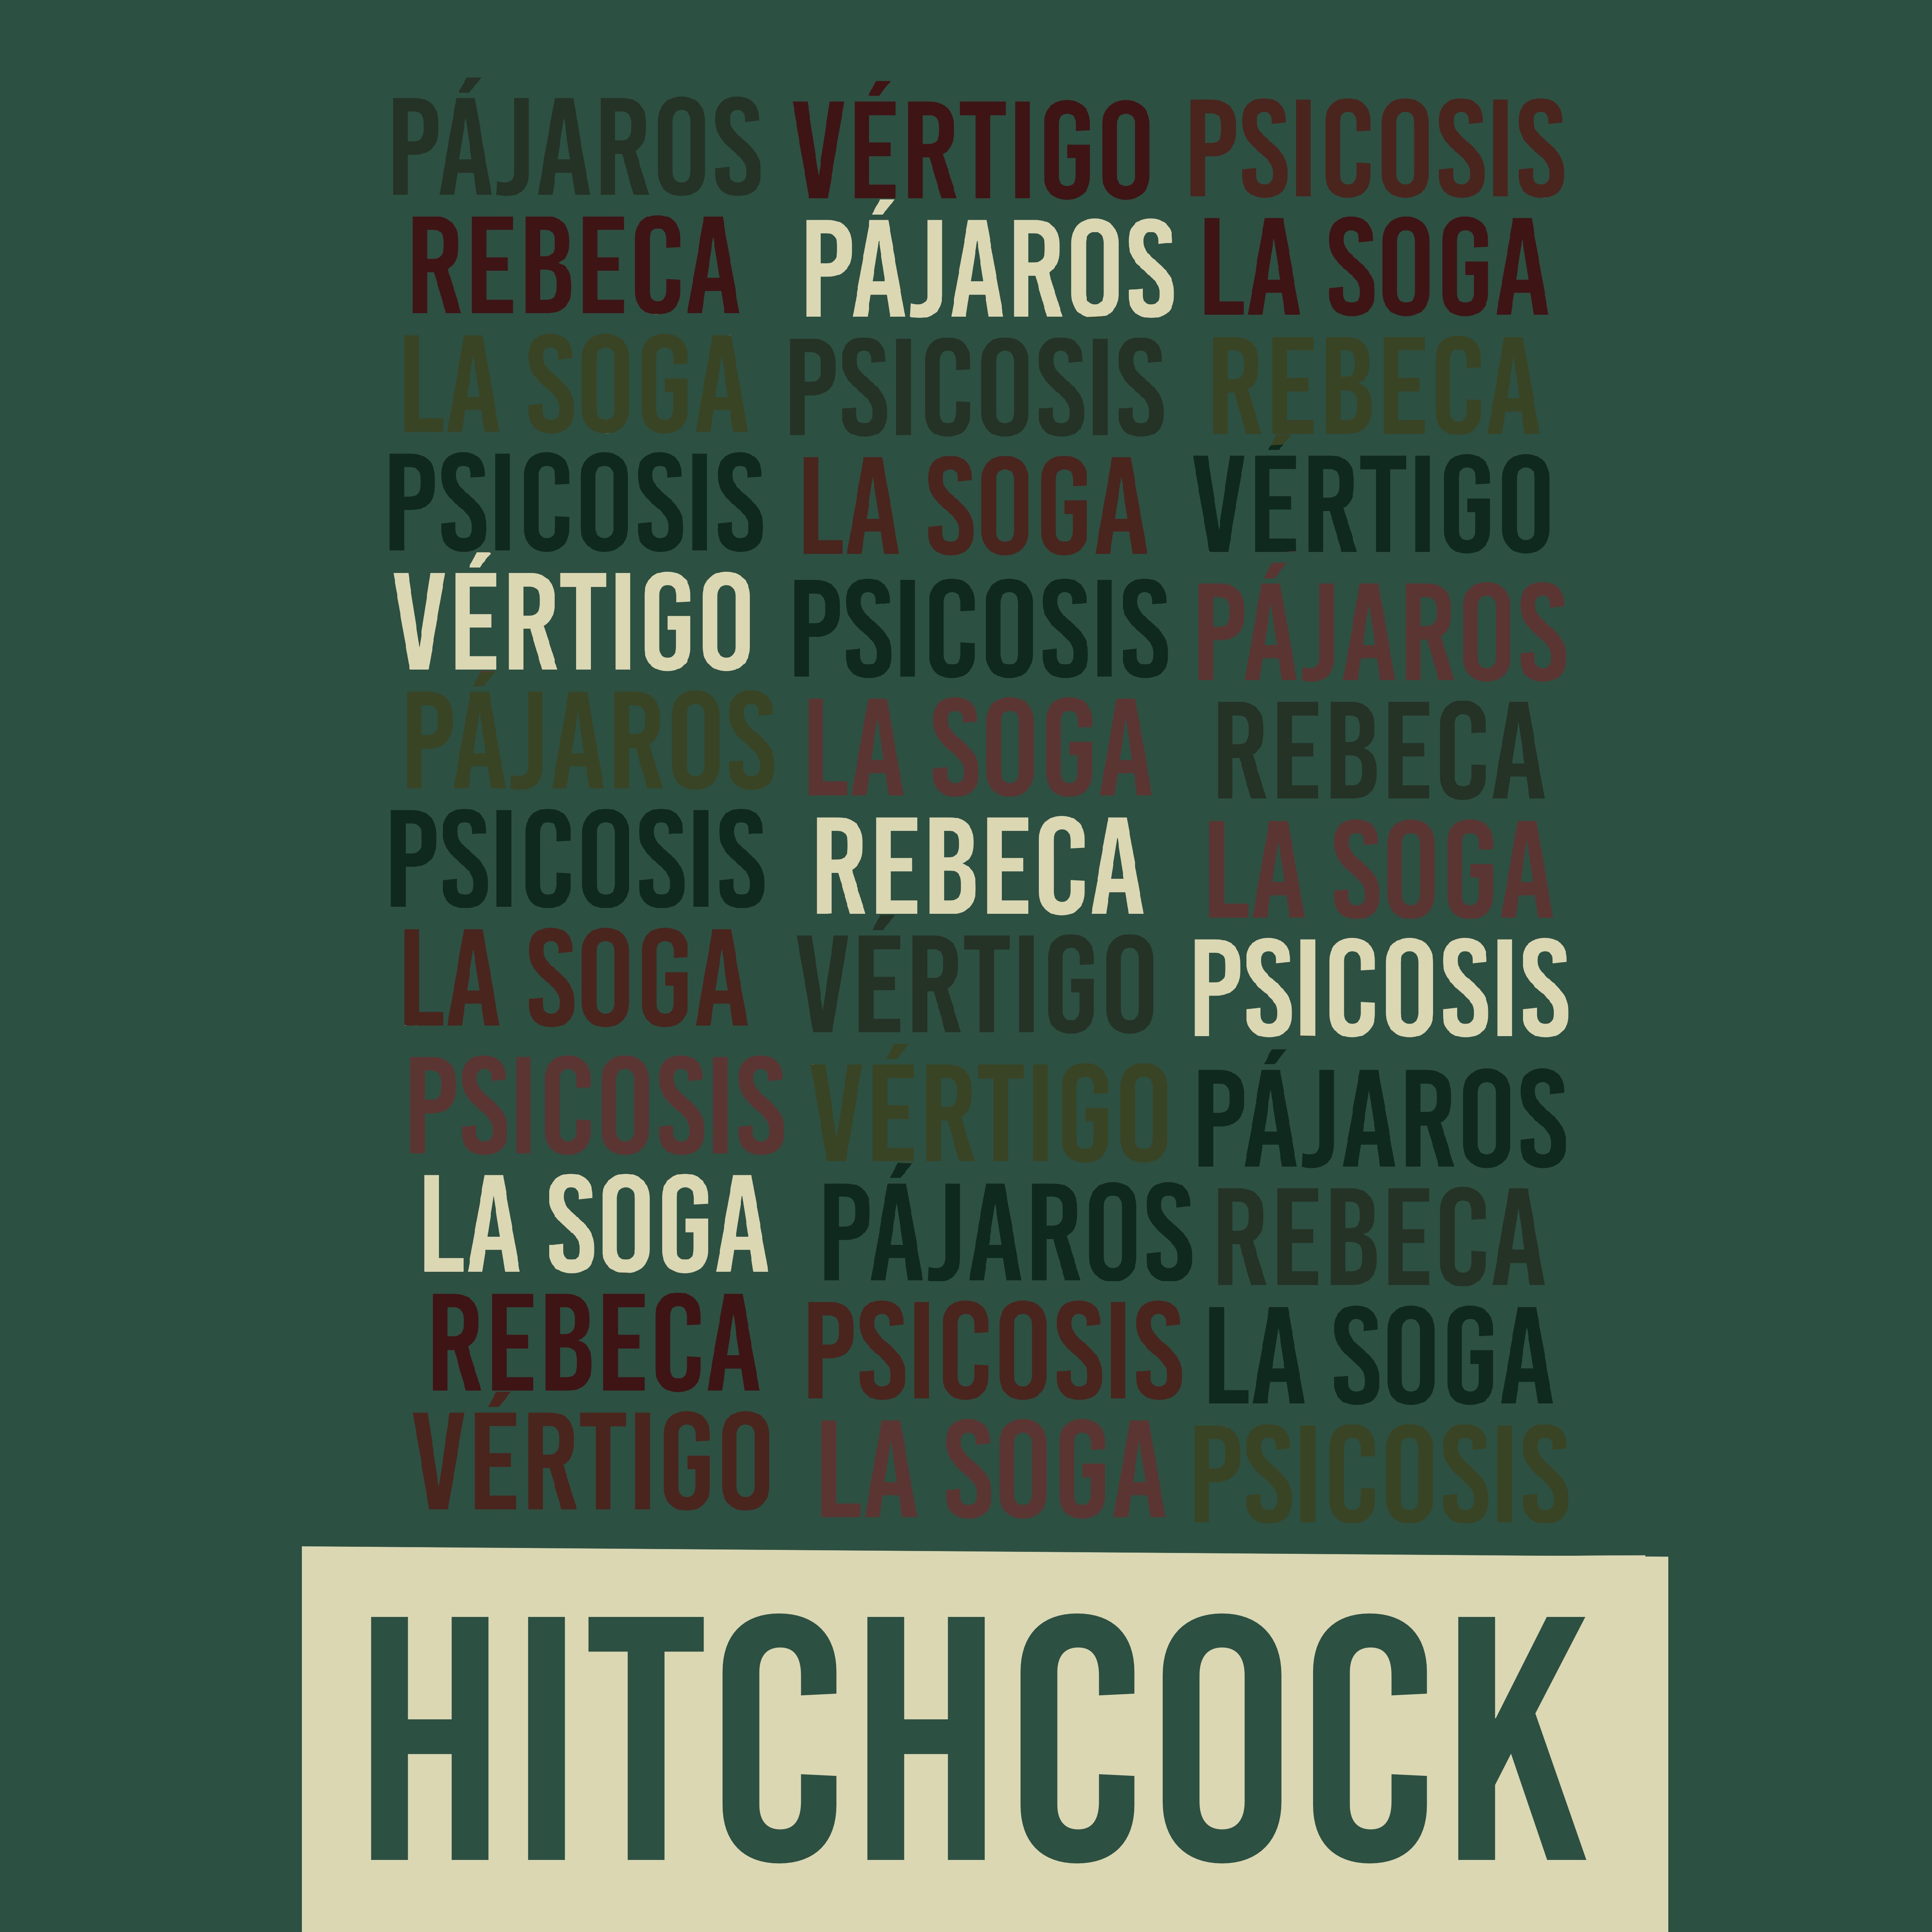 PÁJAROS VÉRTIGO PSICOSIS
REBECA PÁJAROS LA SOGA
LA SOGA PSICOSIS REBECA
PSICOSIS LA SOGA VÉRTIGO
VÉRTIGO PSICOSIS PÁJAROS
PÁJAROS LA SOGA REBECA
PSICOSIS REBECA LA SOGA
LA SOGA VÉRTIGO PSICOSIS
PSICOSIS VÉRTIGO PÁJAROS
LA SOGA PÁJAROS REBECA
REBECA PSICOSIS LA SOGA
VÉRTIGO LA SOGA PSICOSIS
HITCHCOCK